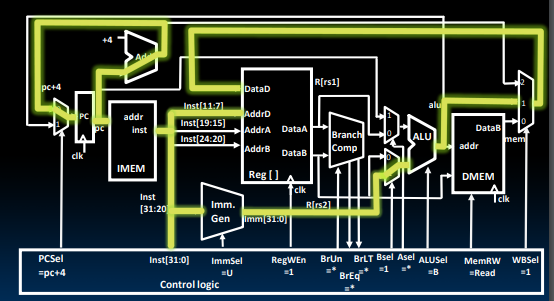 +4
Add
pc+4
1
PC
pc
clk
addr
inst
IMEM
Inst[11:7]
Inst[19:15]
Inst[24:20]
Inst
[31:20]
DataD
AddrD
AddrA
AddrB
DataA
DataB
Reg [ ]
clk
R[rs1]
R[rs2]
Branch
Comp
Imm.
Gen
Imm[31:0]
1
0
0
1
ALU
alu
DataB
addr
DMEM
clk
mem
2
1
0
PCSel
=pc+4
Inst[31:0]
ImmSel
=U
RegWEn
=1
BrUn
=*
BrEq
=*
BrLT
=*
Bsel
=1
Asel
=*
ALUSel
=B
MemRW
=Read
WBSel
=1
Control logic